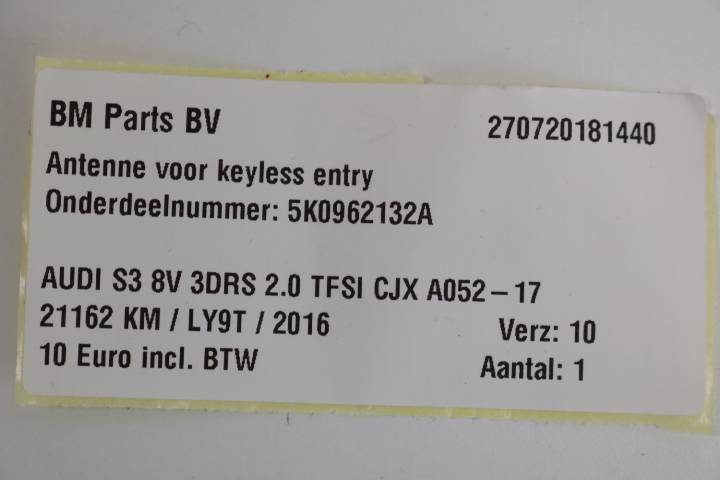 BM Parts BV 270720181440
Antenne voor keyless entry
Onderdeelnummer: 5K0962132A
AUDI S3 8V 3DRS 2.0 TFSI CJX A052-17
21162 KM / LY9T / 2016 Verz: 10
10 Euro incl. BTW Aantal: 1